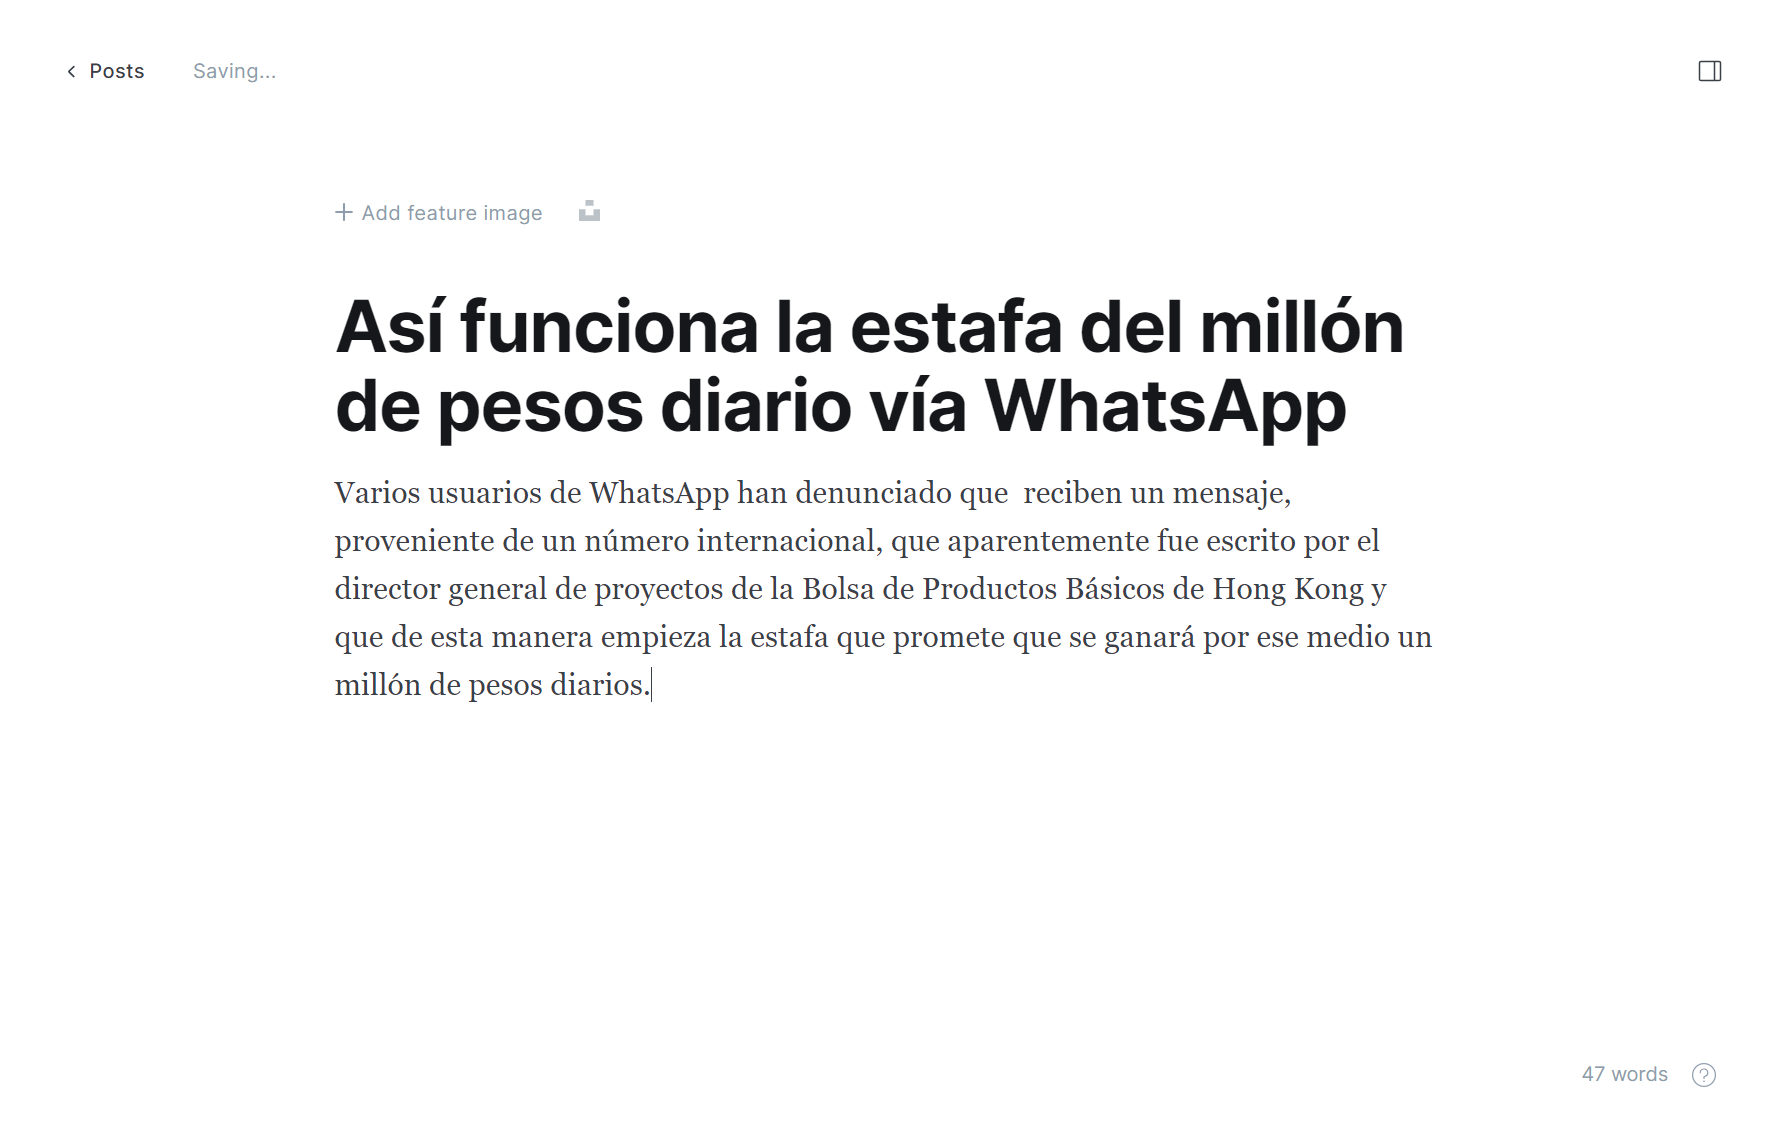 Posts
Saving...
Add feature image
Así funciona la estafa del millón
de pesos diario vía WhatsApp
Varios usuarios de WhatsApp han denunciado que  reciben un mensaje,
proveniente de un número internacional, que aparentemente fue escrito por el
director general de proyectos de la Bolsa de Productos Básicos de Hong Kong y
que de esta manera empieza la estafa que promete que se ganará por ese medio un
millón de pesos diarios.
47 words
?